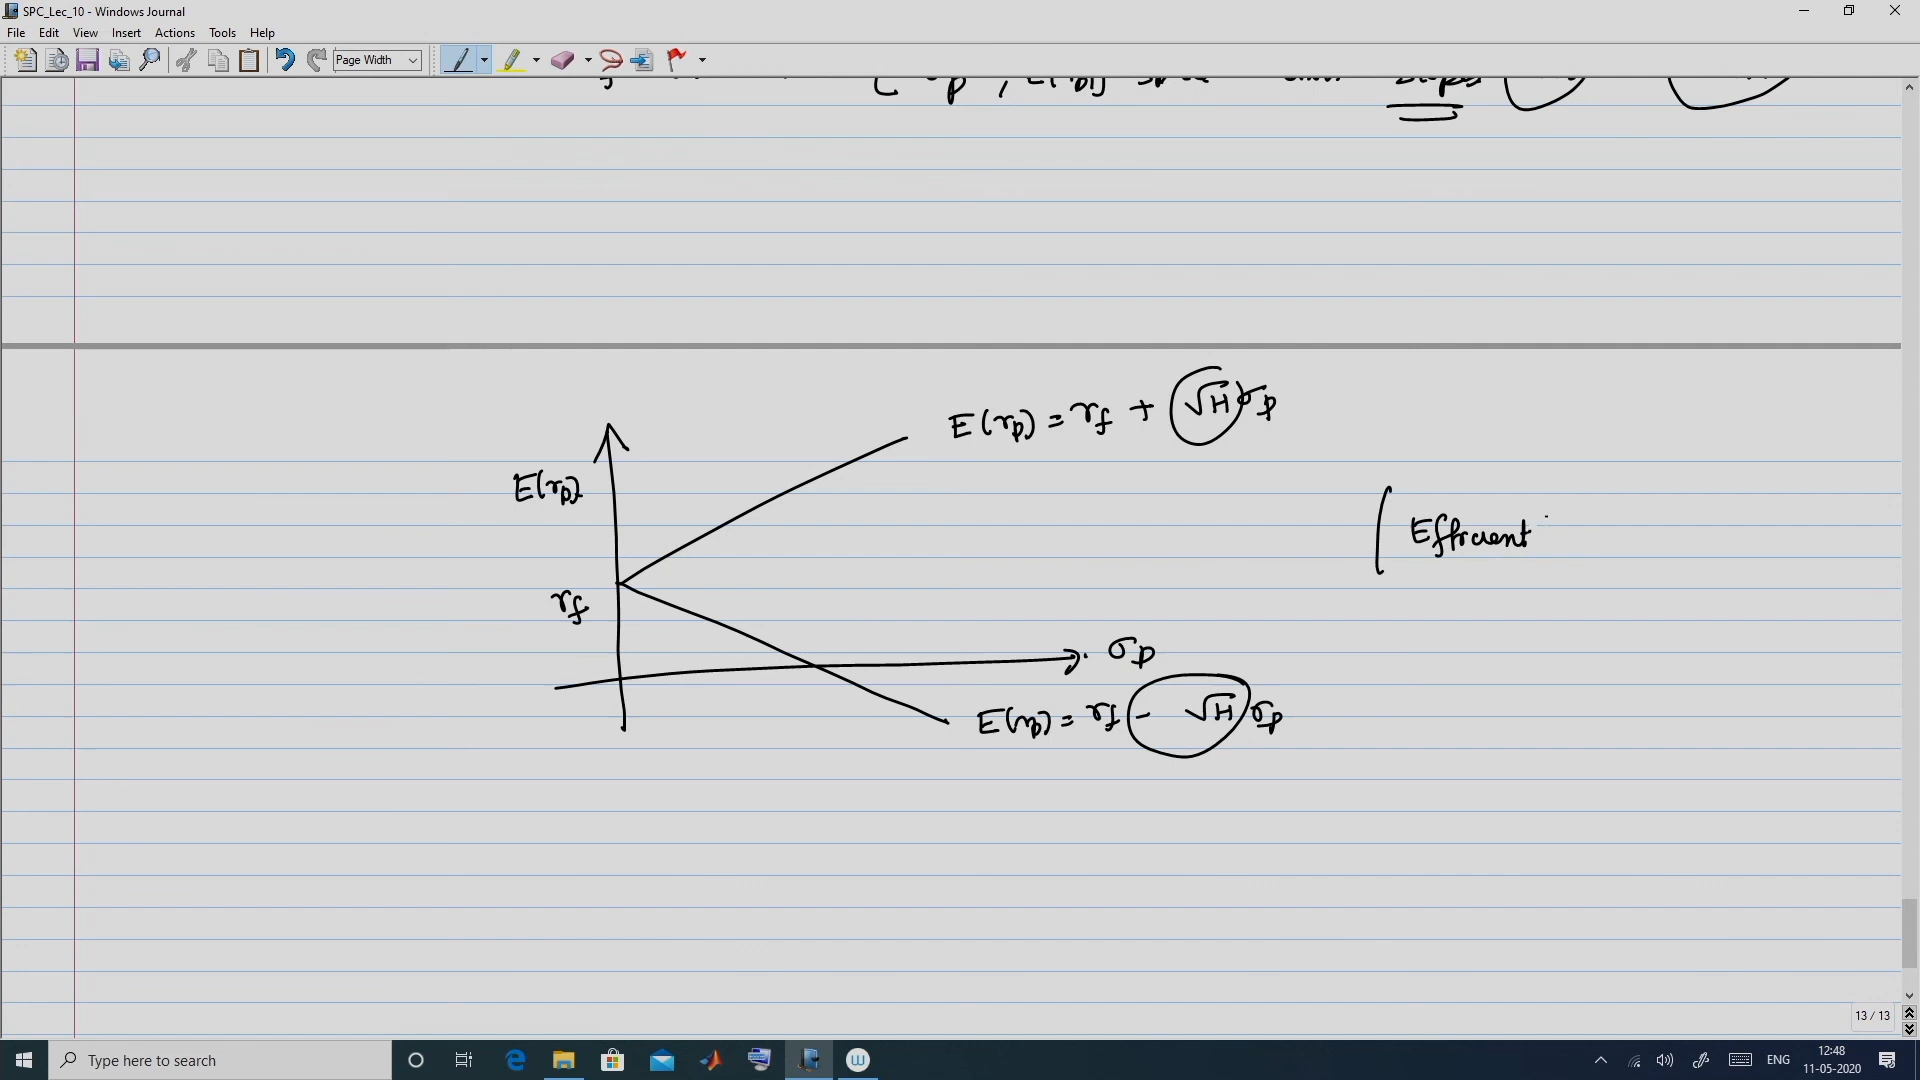 SPC_Lec_10 - Windows Journal
File Edit View Insert Actions Tools Help
Page Width
E(rp) = rf + √H σp
E(rp)
Efficient
rf
σp
E(rp) = rf - √H σp
13 / 13
Type here to search
ENG
12:48
11-05-2020